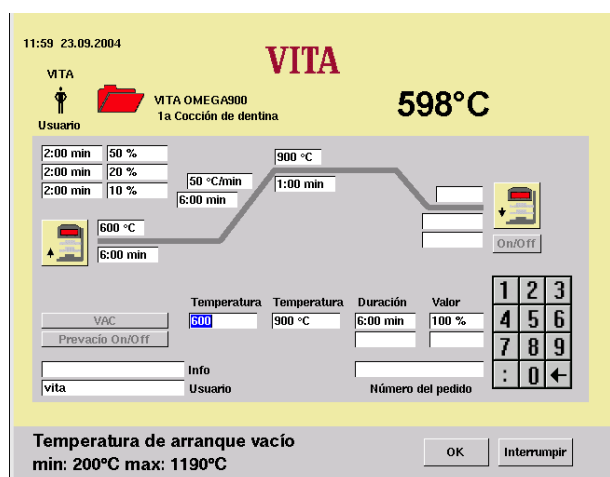 11:59 23.09.2004
VITA
VITA
Usuario
VITA OMEGA900
1a Cocción de dentina
598°C
2:00 min 50 %
2:00 min 20 %
2:00 min 10 %
50 °C/min
6:00 min
900 °C
1:00 min
600 °C
6:00 min
On/Off
Temperatura Temperatura Duración Valor
600 900 °C 6:00 min 100 %
VAC
Prevacío On/Off
Info
vita Usuario Número del pedido
1 2 3
4 5 6
7 8 9
: 0 ←
Temperatura de arranque vacío
min: 200°C max: 1190°C
OK Interrumpir